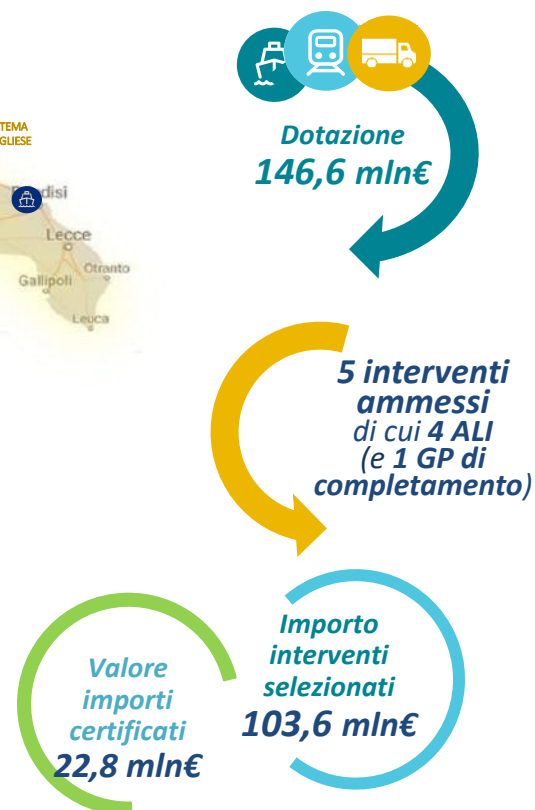 Dotazione
146,6 mln€
TEMA
GLIESE
disi
Lecce
Otranto
Gallipoli
Leuca
5 interventi
ammessi
di cui 4 ALI
(e 1 GP di
completamento)
Importo
interventi
selezionati
103,6 mln€
Valore
importi
certificati
22,8 mln€